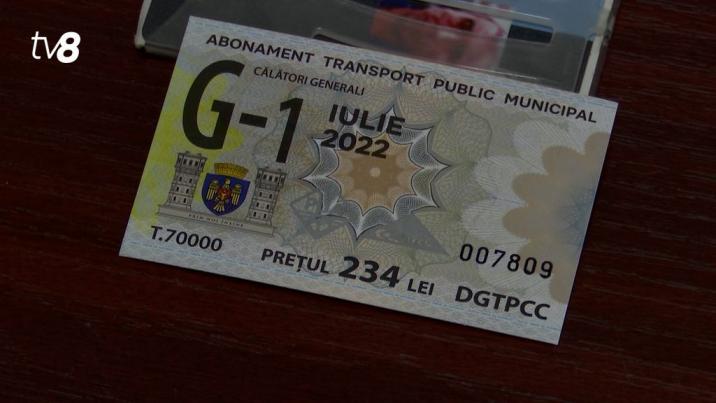 tv8
ABONAMENT TRANSPORT PUBLIC MUNICIPAL
CĂLĂTORI GENERALI
G-1
IULIE
2022
T.70000
007809
PREȚUL 234 LEI DGTPCC